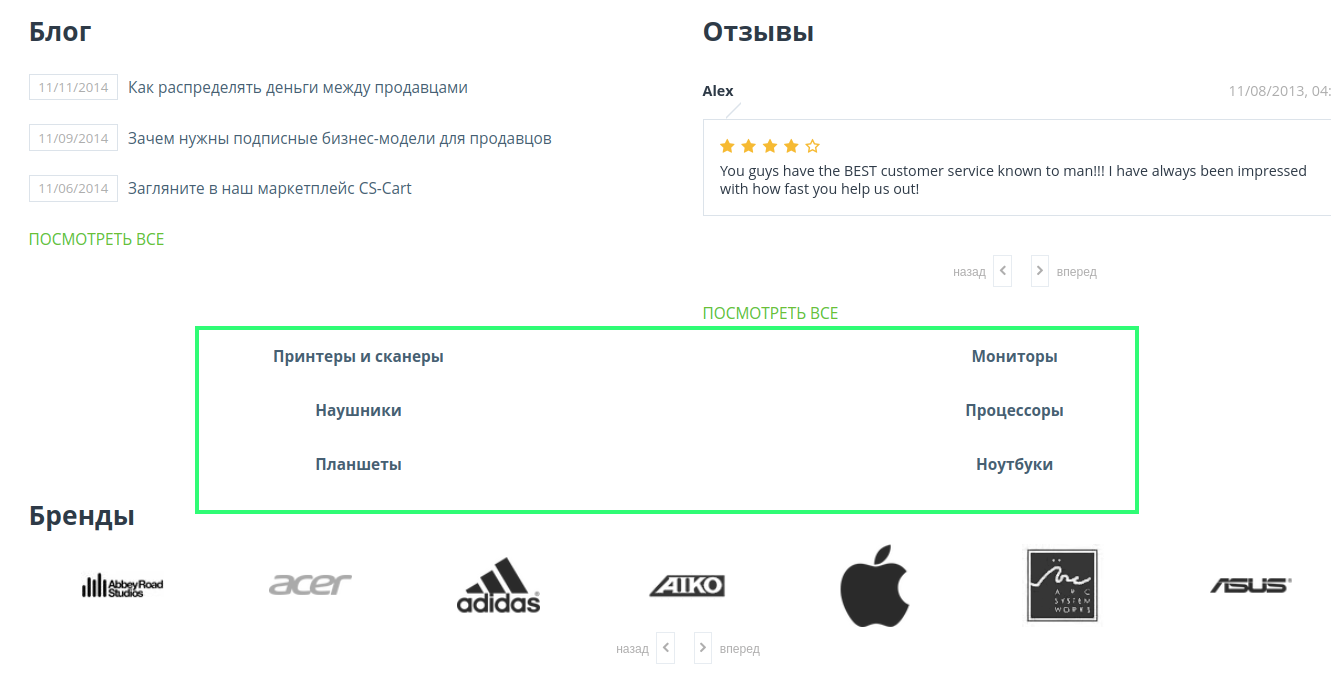 Блог
11/11/2014 Как распределять деньги между продавцами
11/09/2014 Зачем нужны подписные бизнес-модели для продавцов
11/06/2014 Загляните в наш маркетплейс CS-Cart
ПОСМОТРЕТЬ ВСЕ
Отзывы
Alex 11/08/2013, 04:
You guys have the BEST customer service known to man!!! I have always been impressed
with how fast you help us out!
назад вперед
ПОСМОТРЕТЬ ВСЕ
Принтеры и сканеры Мониторы
Наушники Процессоры
Планшеты Ноутбуки
Бренды
AbbeyRoad
Studios
acer
adidas
AIKO
ARC
SYSTEM
WORKS
ASUS
назад вперед